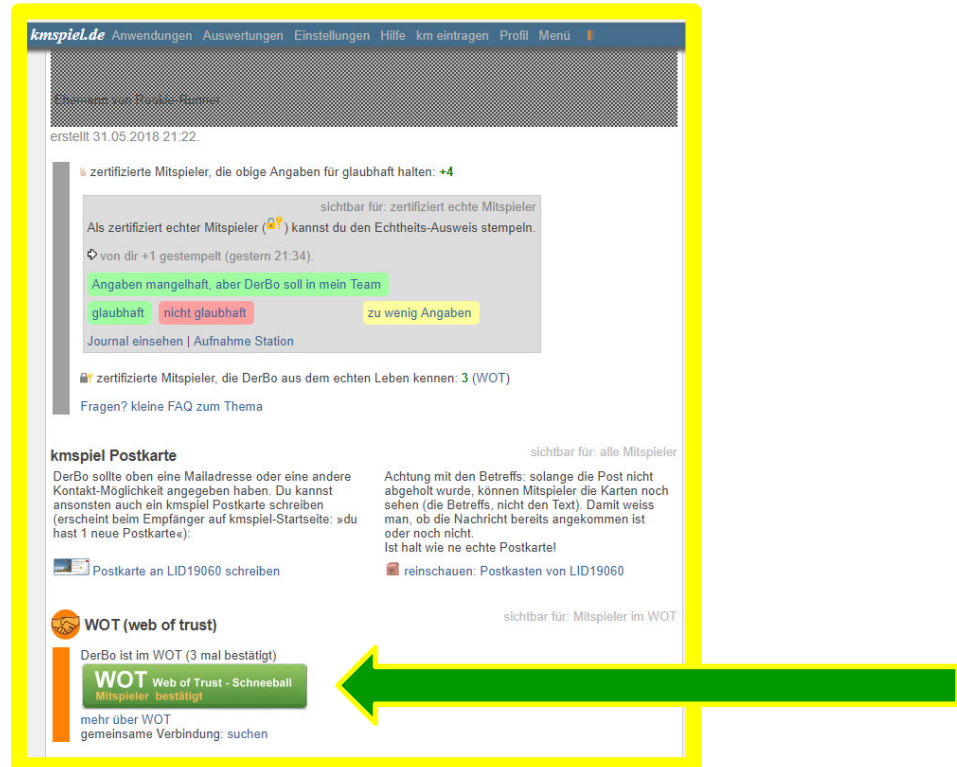 kmspiel.de Anwendungen Auswertungen Einstellungen Hilfe km eintragen Profil Menü
Ehemann von Rookie-Runner
erstellt 31.05.2018 21:22.
zertifizierte Mitspieler, die obige Angaben für glaubhaft halten: +4
sichtbar für: zertifiziert echte Mitspieler
Als zertifiziert echter Mitspieler ( ) kannst du den Echtheits-Ausweis stempeln.
von dir +1 gestempelt (gestern 21:34).
Angaben mangelhaft, aber DerBo soll in mein Team
glaubhaft nicht glaubhaft zu wenig Angaben
Journal einsehen | Aufnahme Station
zertifizierte Mitspieler, die DerBo aus dem echten Leben kennen: 3 (WOT)
Fragen? kleine FAQ zum Thema
sichtbar für: alle Mitspieler
kmspiel Postkarte
DerBo sollte oben eine Mailadresse oder eine andere
Kontakt-Möglichkeit angegeben haben. Du kannst
ansonsten auch ein kmspiel Postkarte schreiben
(erscheint beim Empfänger auf kmspiel-Startseite: »du
hast 1 neue Postkarte«):
Postkarte an LID19060 schreiben
Achtung mit den Betreffs: solange die Post nicht
abgeholt wurde, können Mitspieler die Karten noch
sehen (die Betreffs, nicht den Text). Damit weiss
man, ob die Nachricht bereits angekommen ist
oder noch nicht.
Ist halt wie ne echte Postkarte!
reinschauen: Postkasten von LID19060
sichtbar für: Mitspieler im WOT
WOT (web of trust)
DerBo ist im WOT (3 mal bestätigt)
WOT Web of Trust - Schneeball
Mitspieler bestätigt
mehr über WOT
gemeinsame Verbindung: suchen